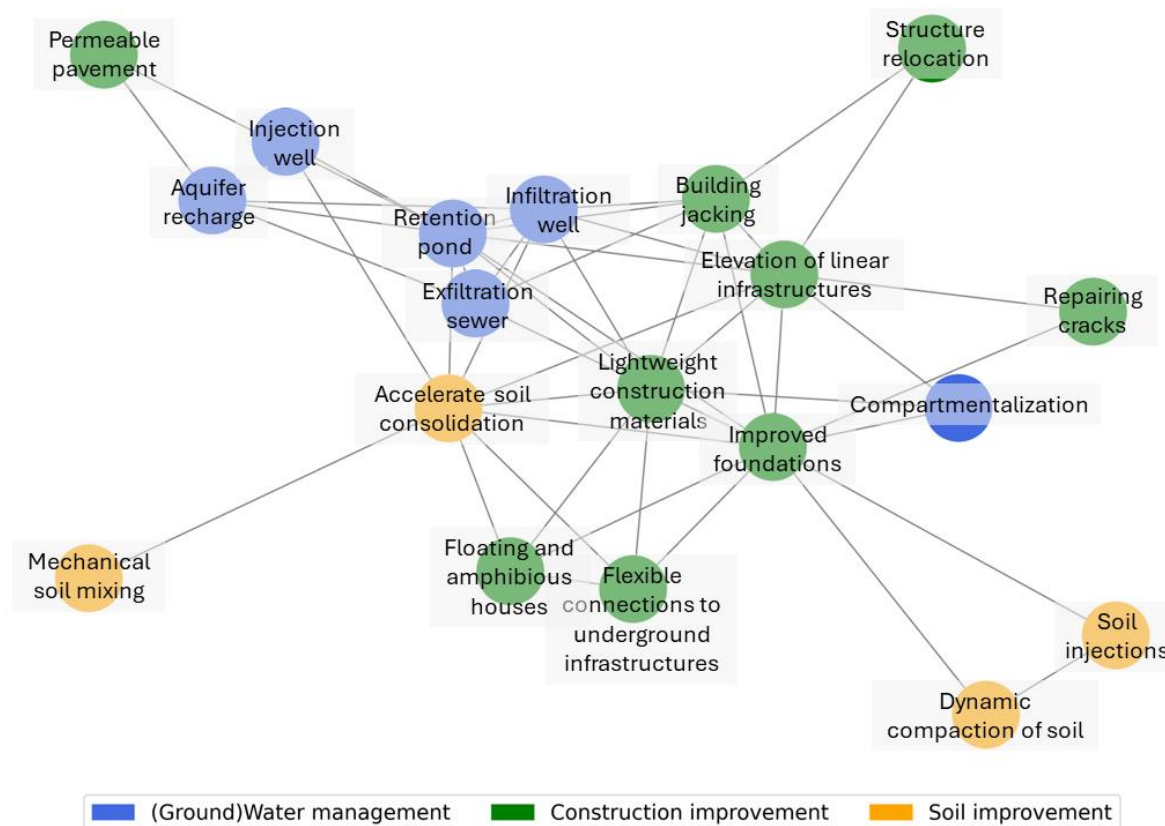 Permeable
pavement
Structure
relocation
Injection
well
Aquifer
recharge
Retention
pond
Infiltration
well
Building
jacking
Exfiltration
sewer
Elevation of linear
infrastructures
Repairing
cracks
Accelerate soil
consolidation
Lightweight
construction
materials
Compartmentalization
Improved
foundations
Mechanical
soil mixing
Floating and
amphibious
houses
Flexible
connections to
underground
infrastructures
Soil
injections
Dynamic
compaction of soil
(Ground)Water management
Construction improvement
Soil improvement